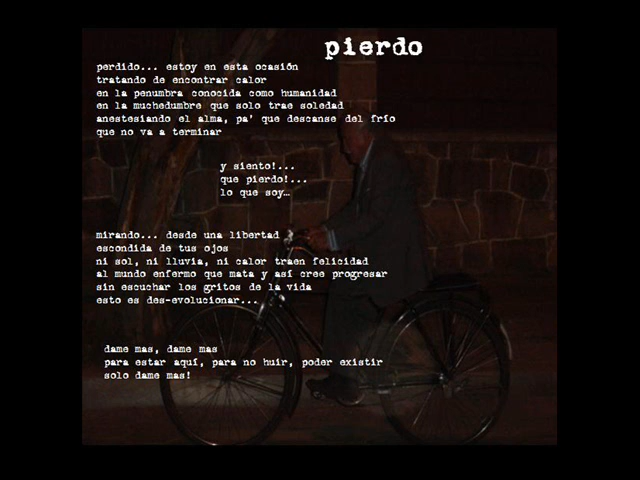 pierdo
perdido... estoy en esta ocasión
tratando de encontrar calor
en la penumbra conocida como humanidad
en la muchedumbre que solo trae soledad
anestesiando el alma, pa' que descanse del frío
que no va a terminar
y siento!...
que pierdo!...
lo que soy…
mirando... desde una libertad
escondida de tus ojos
ni sol, ni lluvia, ni calor traen felicidad
al mundo enfermo que mata y así cree progresar
sin escuchar los gritos de la vida
esto es des-evolucionar...
dame mas, dame mas
para estar aquí, para no huir, poder existir
solo dame mas!